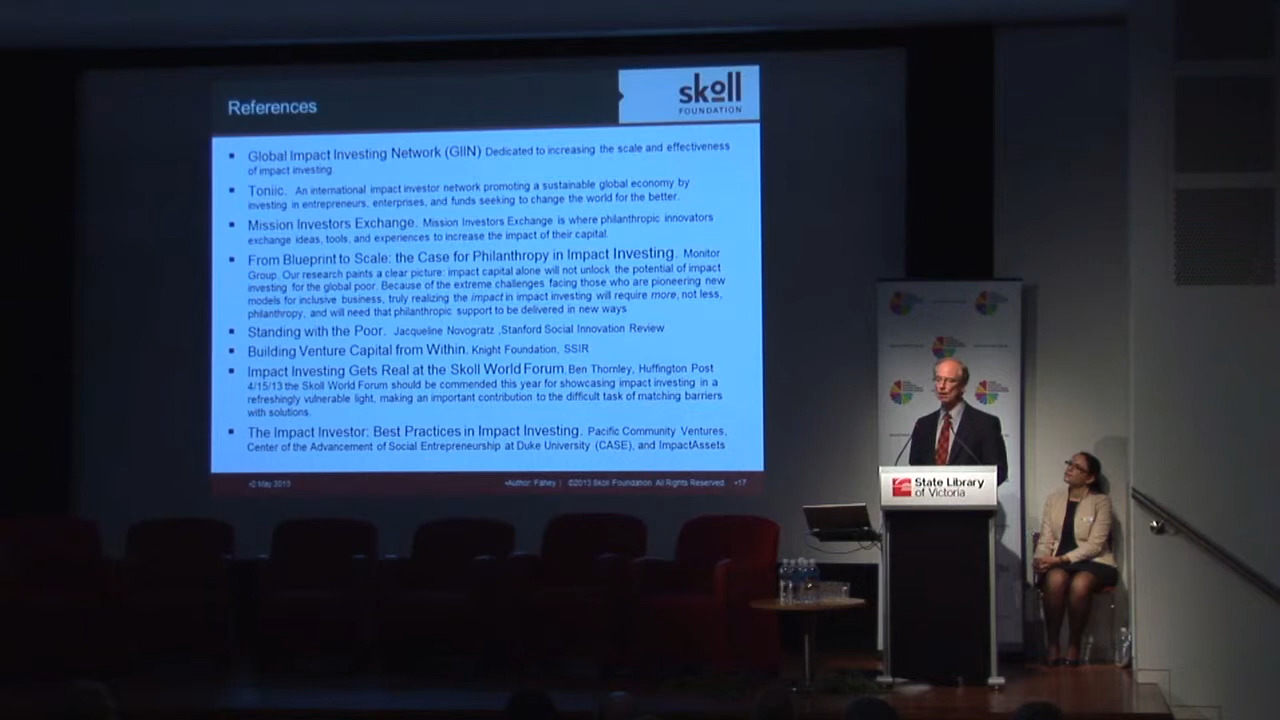 References
skoll
FOUNDATION
Global Impact Investing Network (GIIN) Dedicated to increasing the scale and effectiveness
of impact investing
Toniic. An international impact investor network promoting a sustainable global economy by
investing in entrepreneurs, enterprises, and funds seeking to change the world for the better.
Mission Investors Exchange. Mission Investors Exchange is where philanthropic innovators
exchange ideas, tools, and experiences to increase the impact of their capital.
From Blueprint to Scale: the Case for Philanthropy in Impact Investing. Monitor
Group. Our research paints a clear picture: impact capital alone will not unlock the potential of impact
investing for the global poor. Because of the extreme challenges facing those who are pioneering new
models for inclusive business, truly realizing the impact in impact investing will require more, not less,
philanthropy, and will need that philanthropic support to be delivered in new ways
Standing with the Poor. Jacqueline Novogratz ,Stanford Social Innovation Review
Building Venture Capital from Within. Knight Foundation, SSIR
Impact Investing Gets Real at the Skoll World Forum. Ben Thornley, Huffington Post
4/15/13 the Skoll World Forum should be commended this year for showcasing impact investing in a
refreshingly vulnerable light, making an important contribution to the difficult task of matching barriers
with solutions.
The Impact Investor: Best Practices in Impact Investing. Pacific Community Ventures,
Center of the Advancement of Social Entrepreneurship at Duke University (CASE), and ImpactAssets
•2 May 2013
•Author: Fahey | ©2013 Skoll Foundation. All Rights Reserved. •17
State Library
of Victoria